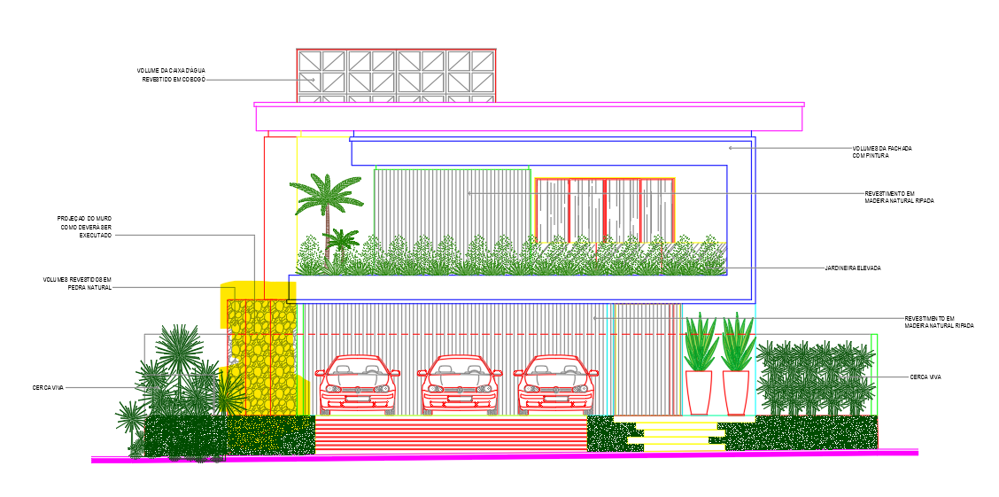 VOLUME DA CAIXA D'ÁGUA
REVESTIDO EM COBOGÓ
VOLUMES DA FACHADA
COM PINTURA
REVESTIMENTO EM
MADEIRA NATURAL RIPADA
PROJEÇAO DO MURO
COMO DEVERÁ SER
EXECUTADO
JARDINEIRA ELEVADA
VOLUMES REVESTIDOS EM
PEDRA NATURAL
REVESTIMENTO EM
MADEIRA NATURAL RIPADA
CERCA VIVA
CERCA VIVA